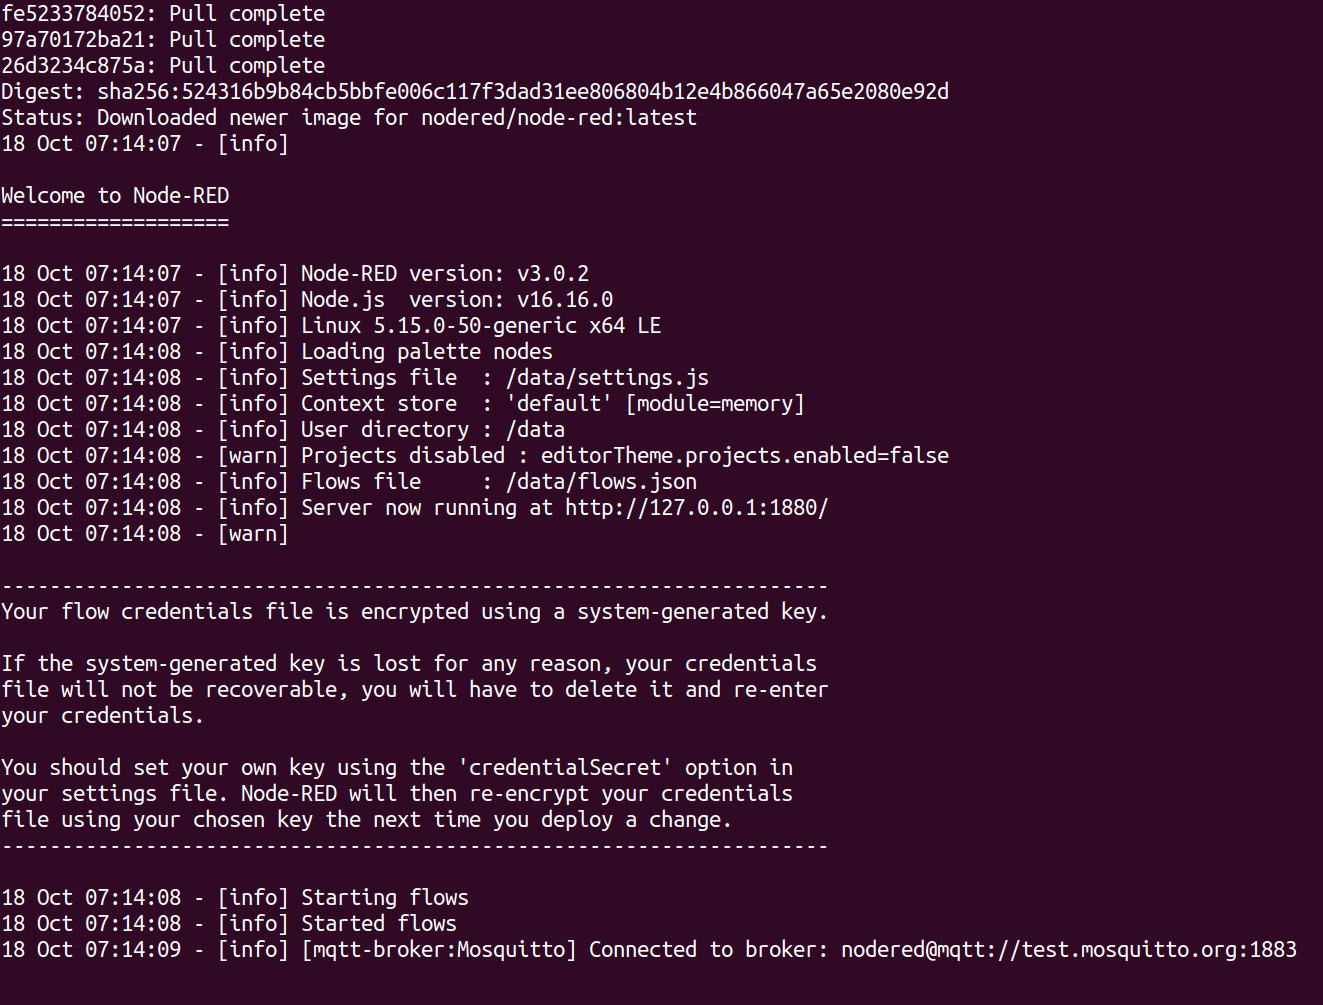 fe5233784052: Pull complete
97a70172ba21: Pull complete
26d3234c875a: Pull complete
Digest: sha256:524316b9b84cb5bbfe006c117f3dad31ee806804b12e4b866047a65e2080e92d
Status: Downloaded newer image for nodered/node-red:latest
18 Oct 07:14:07 - [info]
Welcome to Node-RED
===================
18 Oct 07:14:07 - [info] Node-RED version: v3.0.2
18 Oct 07:14:07 - [info] Node.js  version: v16.16.0
18 Oct 07:14:07 - [info] Linux 5.15.0-50-generic x64 LE
18 Oct 07:14:08 - [info] Loading palette nodes
18 Oct 07:14:08 - [info] Settings file  : /data/settings.js
18 Oct 07:14:08 - [info] Context store  : 'default' [module=memory]
18 Oct 07:14:08 - [info] User directory : /data
18 Oct 07:14:08 - [warn] Projects disabled : editorTheme.projects.enabled=false
18 Oct 07:14:08 - [info] Flows file     : /data/flows.json
18 Oct 07:14:08 - [info] Server now running at http://127.0.0.1:1880/
18 Oct 07:14:08 - [warn]
---------------------------------------------------------------------
Your flow credentials file is encrypted using a system-generated key.
If the system-generated key is lost for any reason, your credentials
file will not be recoverable, you will have to delete it and re-enter
your credentials.
You should set your own key using the 'credentialSecret' option in
your settings file. Node-RED will then re-encrypt your credentials
file using your chosen key the next time you deploy a change.
---------------------------------------------------------------------
18 Oct 07:14:08 - [info] Starting flows
18 Oct 07:14:08 - [info] Started flows
18 Oct 07:14:09 - [info] [mqtt-broker:Mosquitto] Connected to broker: nodered@mqtt://test.mosquitto.org:1883